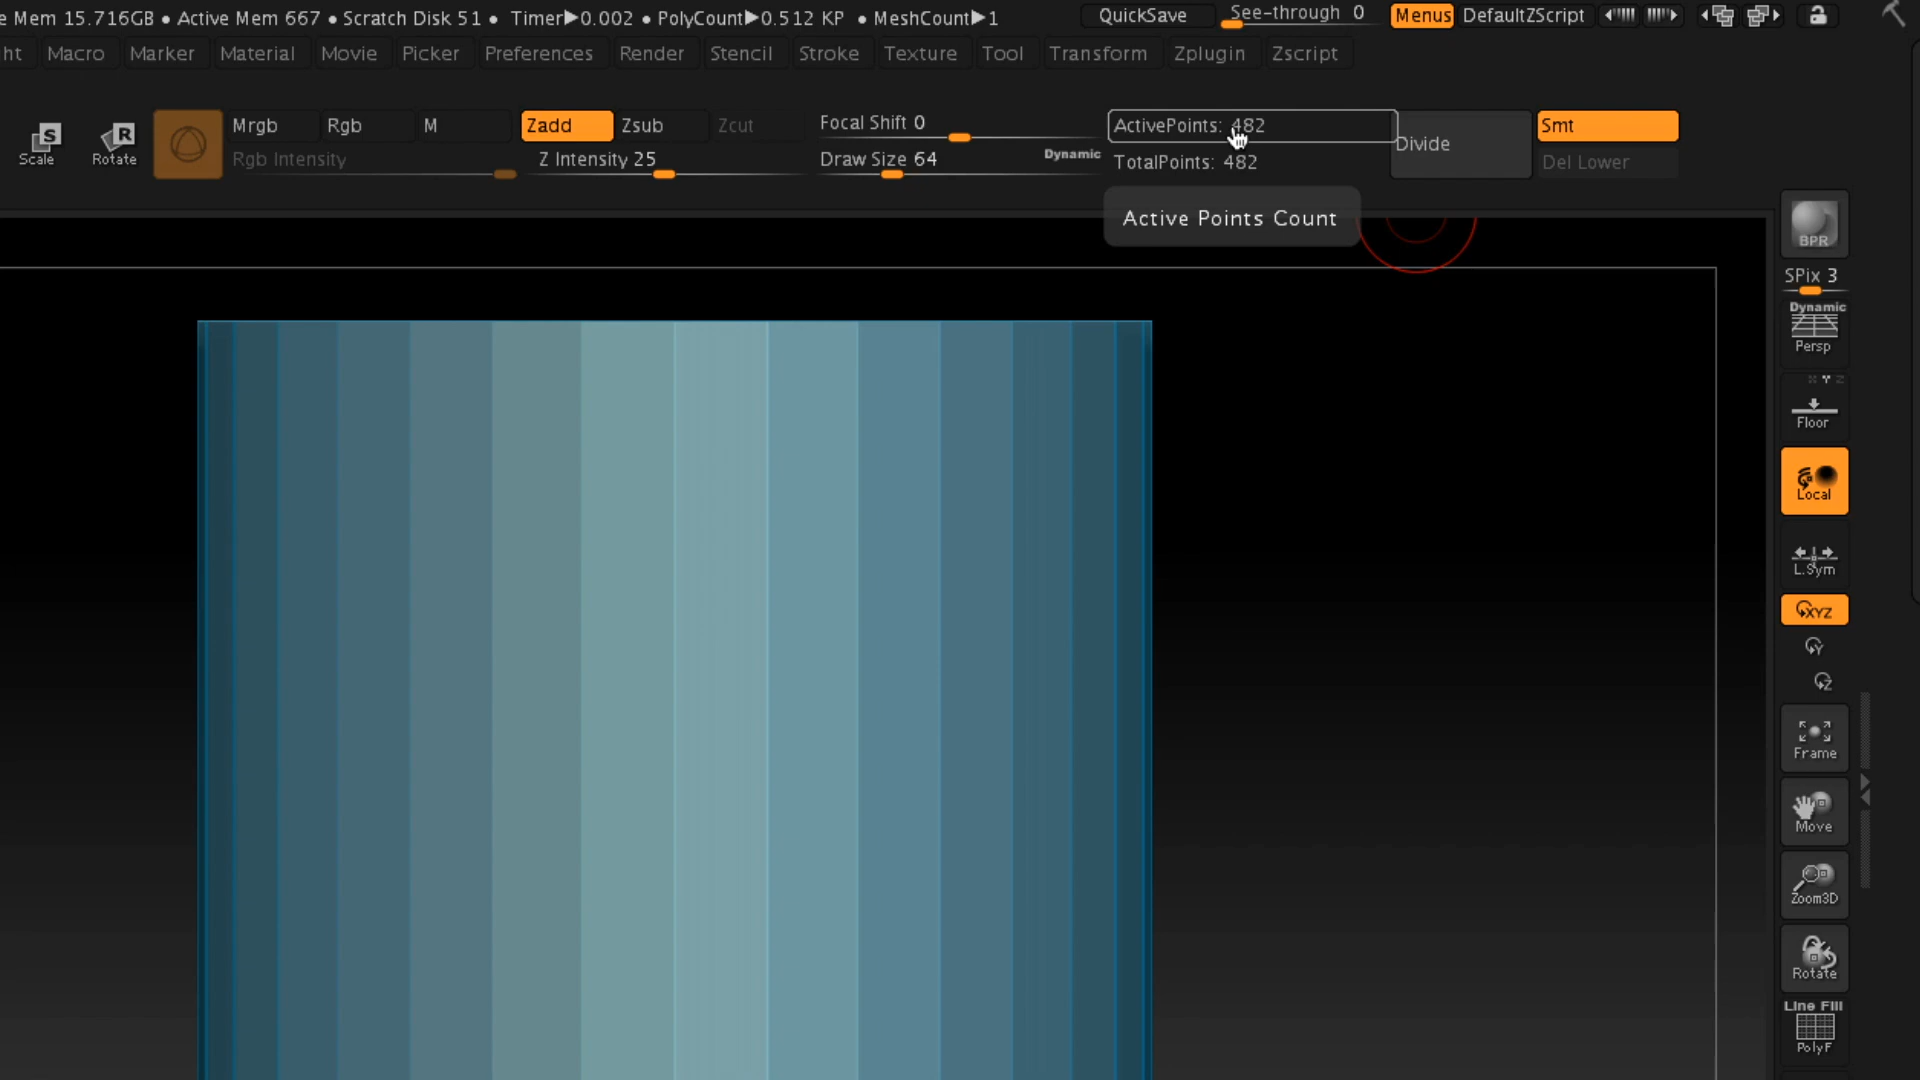 e Mem 15.716GB • Active Mem 667 • Scratch Disk 51 • Timer▶0.002 • PolyCount▶0.512 KP • MeshCount▶1
QuickSave
See-through 0
Menus
DefaultZScript
ht Macro Marker Material Movie Picker Preferences Render Stencil Stroke Texture Tool Transform Zplugin Zscript
S
Scale
R
Rotate
Mrgb Rgb M
Rgb Intensity
Zadd Zsub Zcut
Z Intensity 25
Focal Shift 0
Draw Size 64
Dynamic
ActivePoints: 482
TotalPoints: 482
Divide
Smt
Del Lower
Active Points Count
BPR
SPix 3
Dynamic
Persp
Floor
Local
L.Sym
XYZ
Y
Z
Frame
Move
Zoom3D
Rotate
Line Fill
PolyF